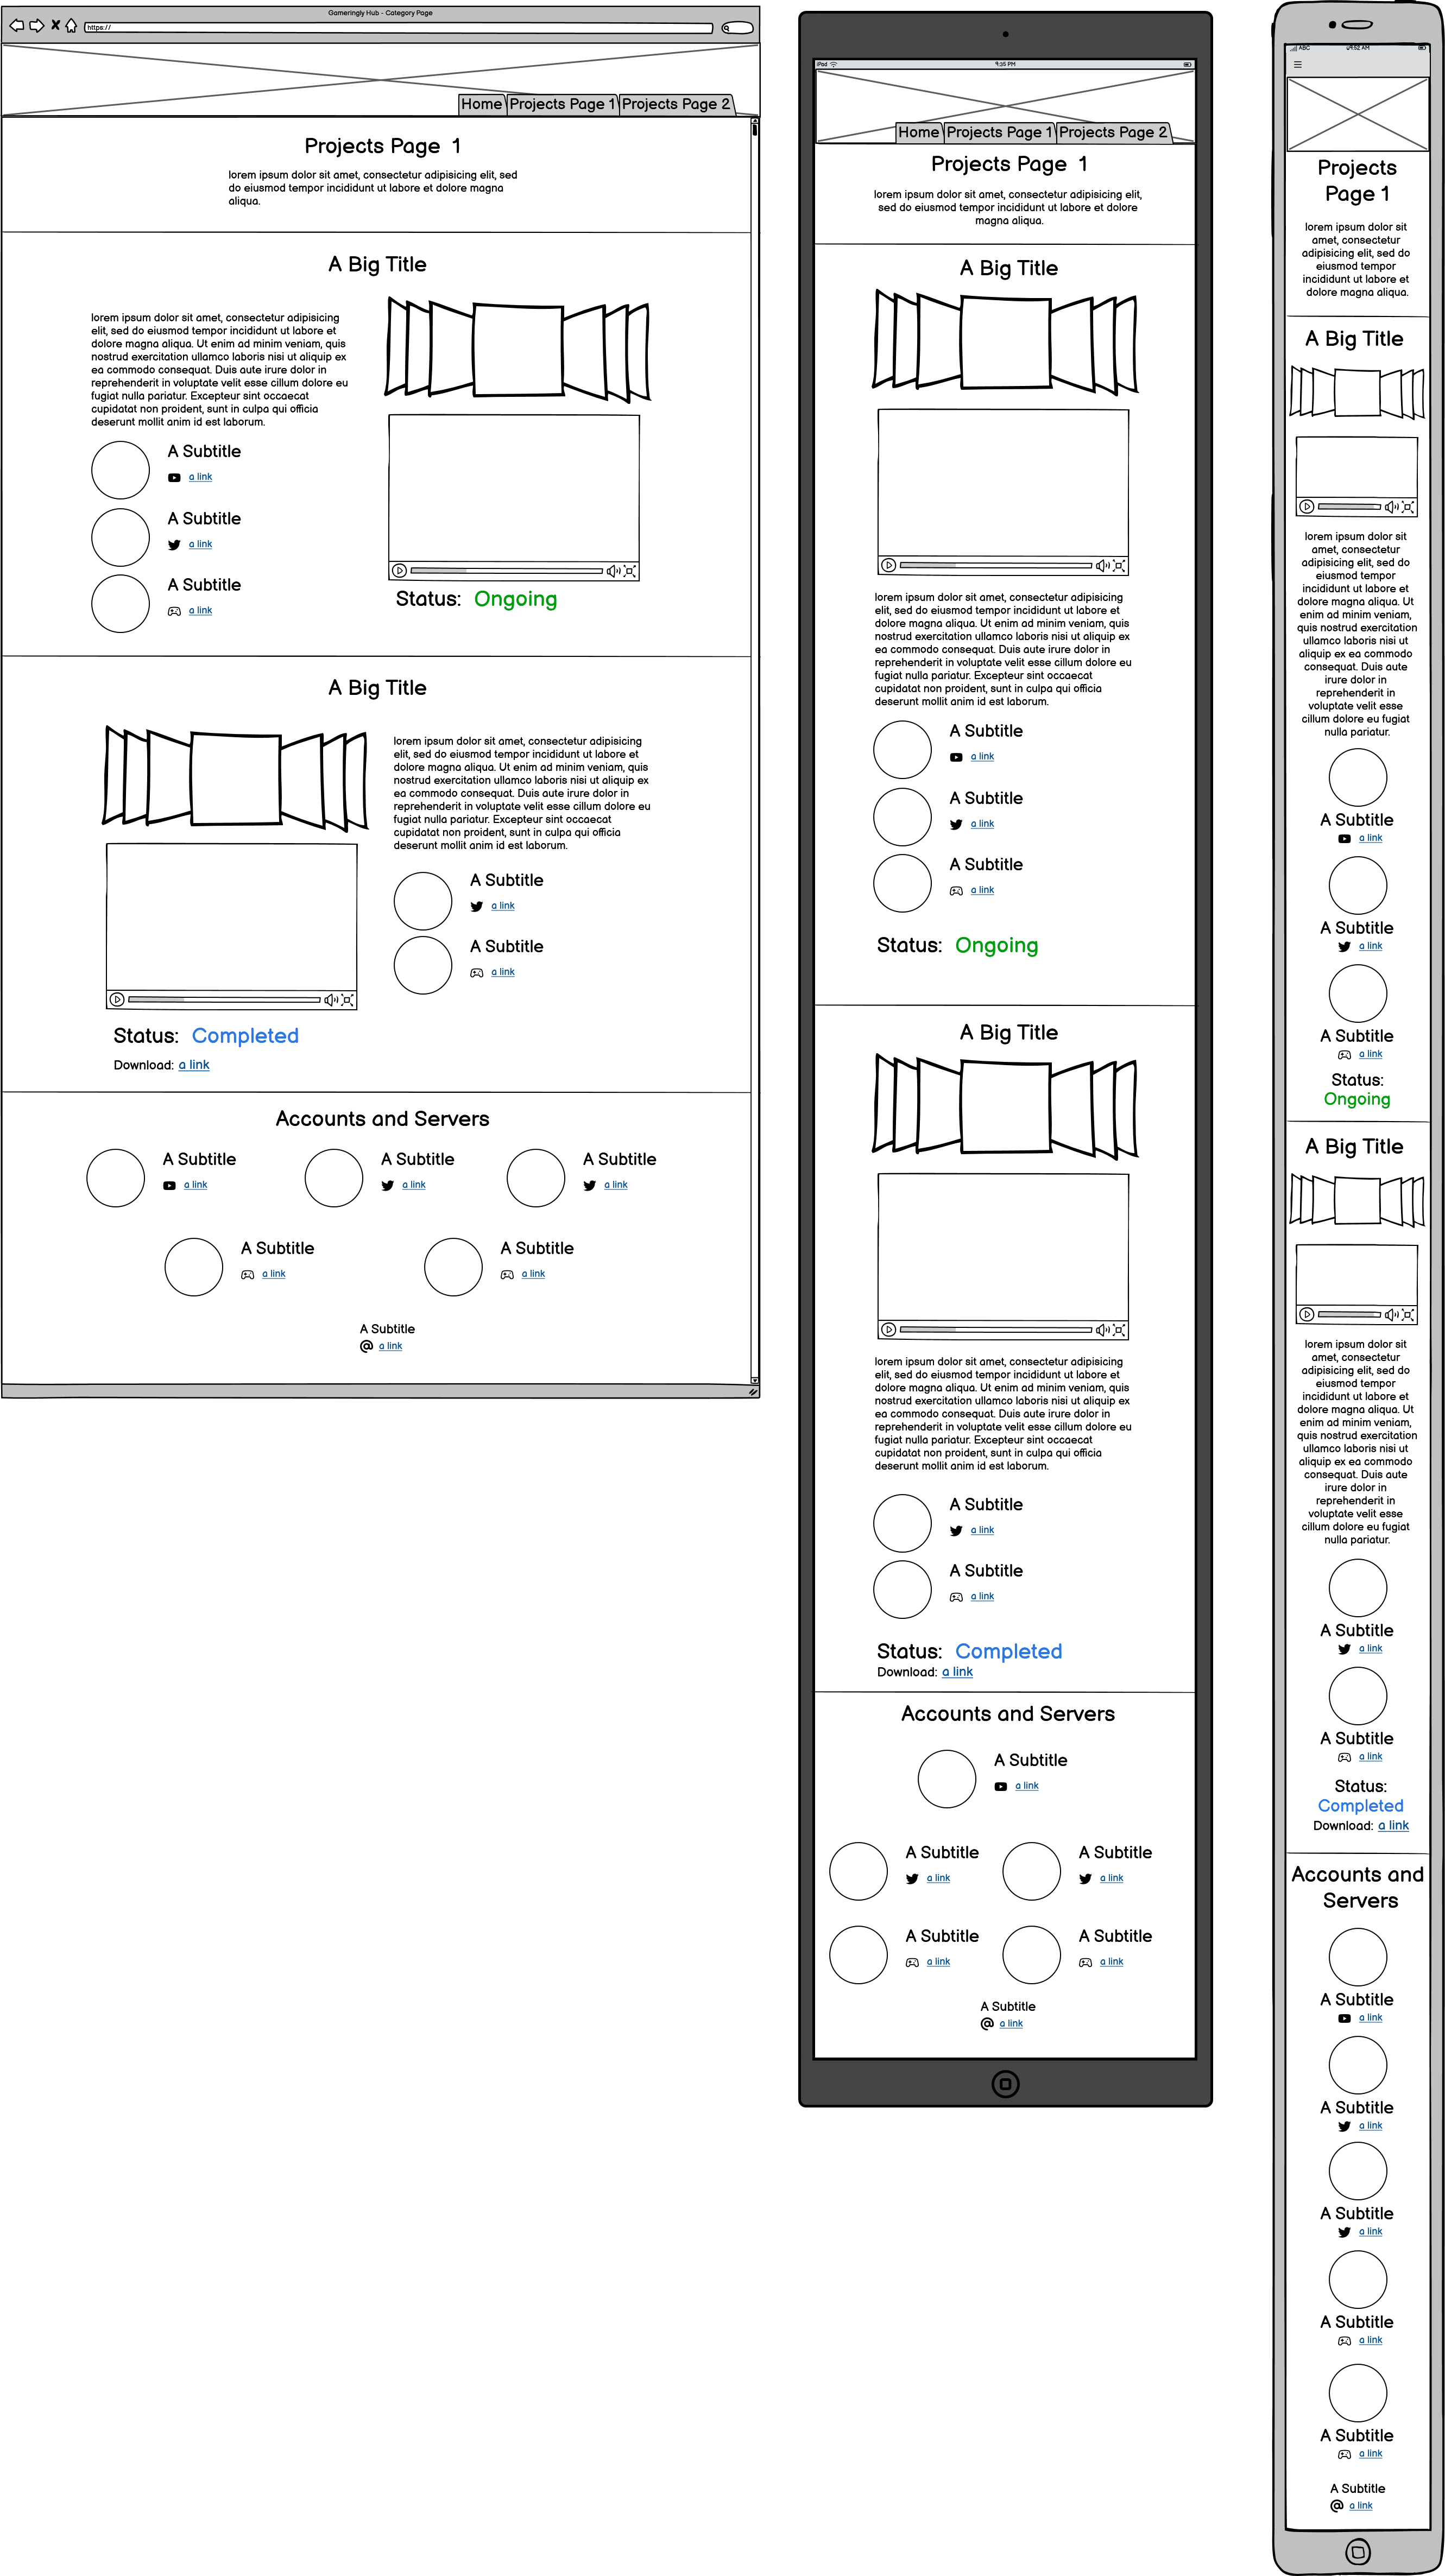 Gameringly Hub - Category Page
https://
Home
Projects Page 1
Projects Page 2
Projects Page 1
lorem ipsum dolor sit amet, consectetur adipisicing elit, sed
do eiusmod tempor incididunt ut labore et dolore magna
aliqua.
A Big Title
lorem ipsum dolor sit amet, consectetur adipisicing
elit, sed do eiusmod tempor incididunt ut labore et
dolore magna aliqua. Ut enim ad minim veniam, quis
nostrud exercitation ullamco laboris nisi ut aliquip ex
ea commodo consequat. Duis aute irure dolor in
reprehenderit in voluptate velit esse cillum dolore eu
fugiat nulla pariatur. Excepteur sint occaecat
cupidatat non proident, sunt in culpa qui officia
deserunt mollit anim id est laborum.
A Subtitle
a link
A Subtitle
a link
A Subtitle
a link
Status: Ongoing
A Big Title
lorem ipsum dolor sit amet, consectetur adipisicing
elit, sed do eiusmod tempor incididunt ut labore et
dolore magna aliqua. Ut enim ad minim veniam, quis
nostrud exercitation ullamco laboris nisi ut aliquip ex
ea commodo consequat. Duis aute irure dolor in
reprehenderit in voluptate velit esse cillum dolore eu
fugiat nulla pariatur. Excepteur sint occaecat
cupidatat non proident, sunt in culpa qui officia
deserunt mollit anim id est laborum.
A Subtitle
a link
A Subtitle
a link
Status: Completed
Download: a link
Accounts and Servers
A Subtitle
a link
A Subtitle
a link
A Subtitle
a link
A Subtitle
a link
A Subtitle
a link
A Subtitle
@ a link
iPad
9:35 PM
Home
Projects Page 1
Projects Page 2
Projects Page 1
lorem ipsum dolor sit amet, consectetur adipisicing elit,
sed do eiusmod tempor incididunt ut labore et dolore
magna aliqua.
A Big Title
lorem ipsum dolor sit amet, consectetur adipisicing
elit, sed do eiusmod tempor incididunt ut labore et
dolore magna aliqua. Ut enim ad minim veniam, quis
nostrud exercitation ullamco laboris nisi ut aliquip ex
ea commodo consequat. Duis aute irure dolor in
reprehenderit in voluptate velit esse cillum dolore eu
fugiat nulla pariatur. Excepteur sint occaecat
cupidatat non proident, sunt in culpa qui officia
deserunt mollit anim id est laborum.
A Subtitle
a link
A Subtitle
a link
A Subtitle
a link
Status: Ongoing
A Big Title
lorem ipsum dolor sit amet, consectetur adipisicing
elit, sed do eiusmod tempor incididunt ut labore et
dolore magna aliqua. Ut enim ad minim veniam, quis
nostrud exercitation ullamco laboris nisi ut aliquip ex
ea commodo consequat. Duis aute irure dolor in
reprehenderit in voluptate velit esse cillum dolore eu
fugiat nulla pariatur. Excepteur sint occaecat
cupidatat non proident, sunt in culpa qui officia
deserunt mollit anim id est laborum.
A Subtitle
a link
A Subtitle
a link
Status: Completed
Download: a link
Accounts and Servers
A Subtitle
a link
A Subtitle
a link
A Subtitle
a link
A Subtitle
a link
A Subtitle
a link
A Subtitle
@ a link
ABC
09:52 AM
Projects
Page 1
lorem ipsum dolor sit
amet, consectetur
adipisicing elit, sed do
eiusmod tempor
incididunt ut labore et
dolore magna aliqua.
A Big Title
lorem ipsum dolor sit
amet, consectetur
adipisicing elit, sed do
eiusmod tempor
incididunt ut labore et
dolore magna aliqua. Ut
enim ad minim veniam,
quis nostrud exercitation
ullamco laboris nisi ut
aliquip ex ea commodo
consequat. Duis aute
irure dolor in
reprehenderit in
voluptate velit esse
cillum dolore eu fugiat
nulla pariatur.
A Subtitle
a link
A Subtitle
a link
A Subtitle
a link
Status:
Ongoing
A Big Title
lorem ipsum dolor sit
amet, consectetur
adipisicing elit, sed do
eiusmod tempor
incididunt ut labore et
dolore magna aliqua. Ut
enim ad minim veniam,
quis nostrud exercitation
ullamco laboris nisi ut
aliquip ex ea commodo
consequat. Duis aute
irure dolor in
reprehenderit in
voluptate velit esse
cillum dolore eu fugiat
nulla pariatur.
A Subtitle
a link
A Subtitle
a link
Status:
Completed
Download: a link
Accounts and
Servers
A Subtitle
a link
A Subtitle
a link
A Subtitle
a link
A Subtitle
a link
A Subtitle
a link
A Subtitle
@ a link